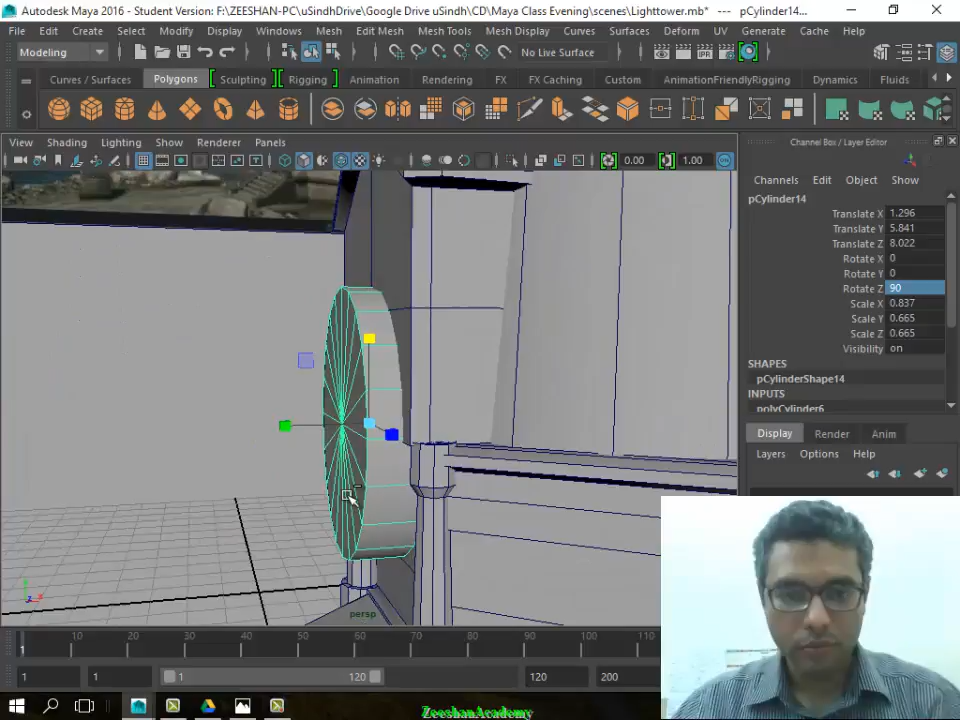 Autodesk Maya 2016 - Student Version: F:\ZEESHAN-PC\uSindhDrive\Google Drive uSindh\CD\Maya Class Evening\scenes\Lighttower.mb* --- pCylinder14...
File Edit Create Select Modify Display Windows Mesh Edit Mesh Mesh Tools Mesh Display Curves Surfaces Deform UV Generate Cache Help
Modeling No Live Surface
Curves / Surfaces Polygons Sculpting Rigging Animation Rendering FX FX Caching Custom AnimationFriendlyRigging Dynamics Fluids
View Shading Lighting Show Renderer Panels
Channel Box / Layer Editor
0.00 1.00
Channels Edit Object Show
pCylinder14
Translate X 1.296
Translate Y 5.841
Translate Z 8.022
Rotate X 0
Rotate Y 0
Rotate Z 90
Scale X 0.837
Scale Y 0.665
Scale Z 0.665
Visibility on
SHAPES
pCylinderShape14
INPUTS
polyCylinder6
Display Render Anim
Layers Options Help
persp
1 10 20 30 40 50 60 70 80 90 100 110
1 1 1 120 120 200
ZeeshanAcademy